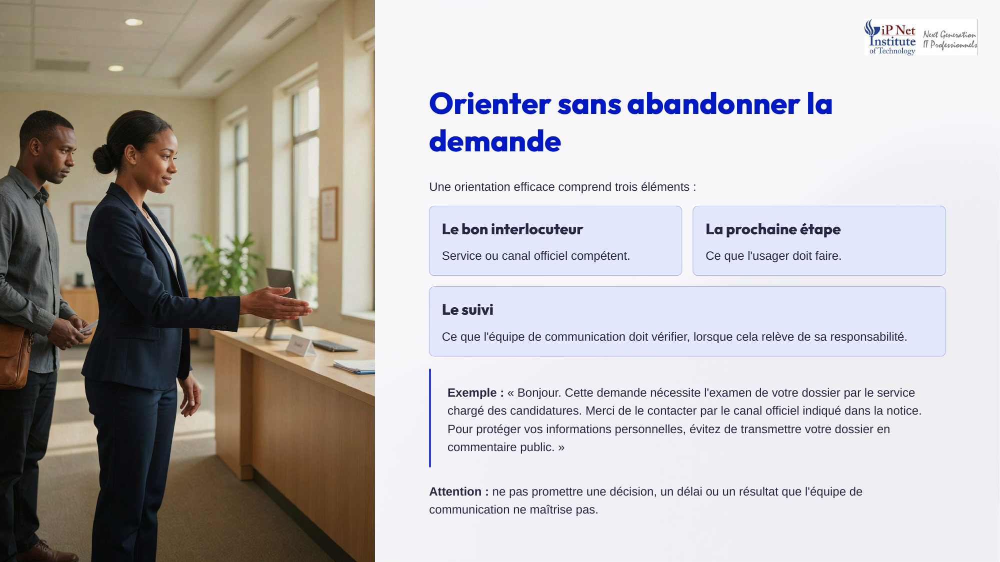 iP Net
Institute
of Technology
Next Generation
IT Professionnels
Orienter sans abandonner la
demande
Une orientation efficace comprend trois éléments :
Le bon interlocuteur
Service ou canal officiel compétent.
La prochaine étape
Ce que l'usager doit faire.
Le suivi
Ce que l'équipe de communication doit vérifier, lorsque cela relève de sa responsabilité.
Exemple : « Bonjour. Cette demande nécessite l'examen de votre dossier par le service
chargé des candidatures. Merci de le contacter par le canal officiel indiqué dans la notice.
Pour protéger vos informations personnelles, évitez de transmettre votre dossier en
commentaire public. »
Attention : ne pas promettre une décision, un délai ou un résultat que l'équipe de
communication ne maîtrise pas.